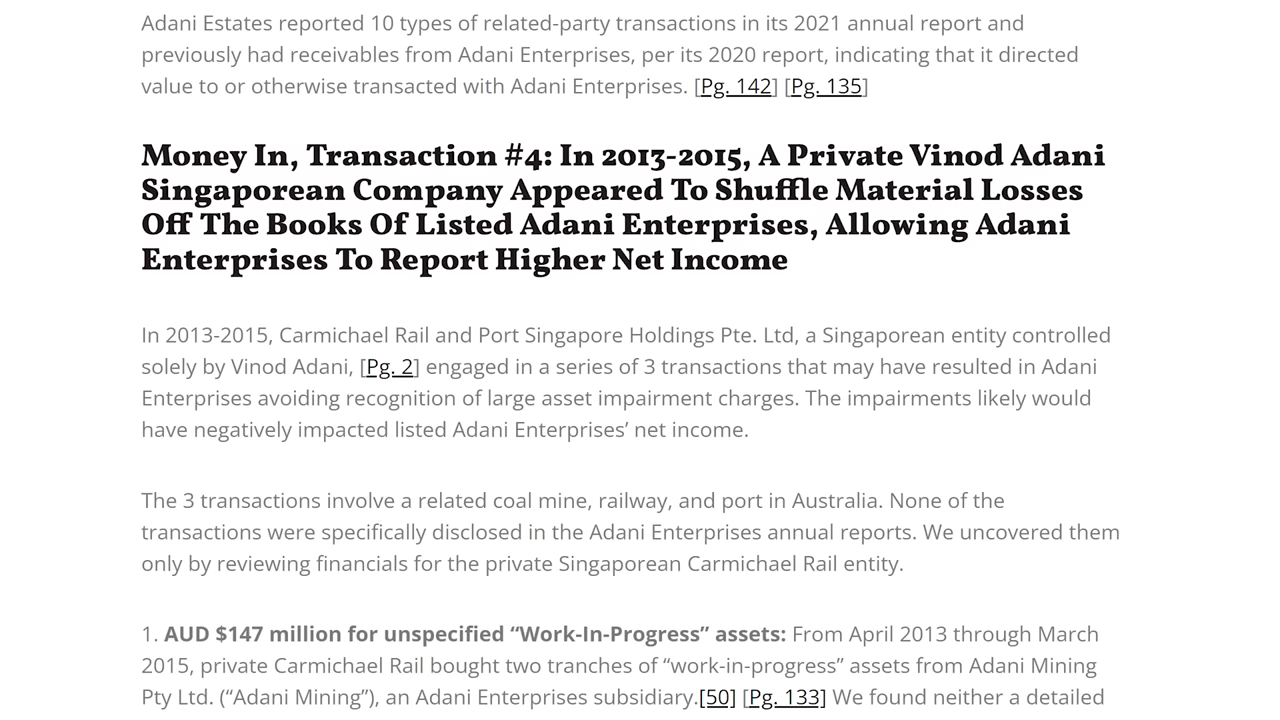 Adani Estates reported 10 types of related-party transactions in its 2021 annual report and
previously had receivables from Adani Enterprises, per its 2020 report, indicating that it directed
value to or otherwise transacted with Adani Enterprises. [Pg. 142] [Pg. 135]
Money In, Transaction #4: In 2013-2015, A Private Vinod Adani
Singaporean Company Appeared To Shuffle Material Losses
Off The Books Of Listed Adani Enterprises, Allowing Adani
Enterprises To Report Higher Net Income
In 2013-2015, Carmichael Rail and Port Singapore Holdings Pte. Ltd, a Singaporean entity controlled
solely by Vinod Adani, [Pg. 2] engaged in a series of 3 transactions that may have resulted in Adani
Enterprises avoiding recognition of large asset impairment charges. The impairments likely would
have negatively impacted listed Adani Enterprises’ net income.
The 3 transactions involve a related coal mine, railway, and port in Australia. None of the
transactions were specifically disclosed in the Adani Enterprises annual reports. We uncovered them
only by reviewing financials for the private Singaporean Carmichael Rail entity.
1. AUD $147 million for unspecified “Work-In-Progress” assets: From April 2013 through March
2015, private Carmichael Rail bought two tranches of “work-in-progress” assets from Adani Mining
Pty Ltd. (“Adani Mining”), an Adani Enterprises subsidiary.[50] [Pg. 133] We found neither a detailed